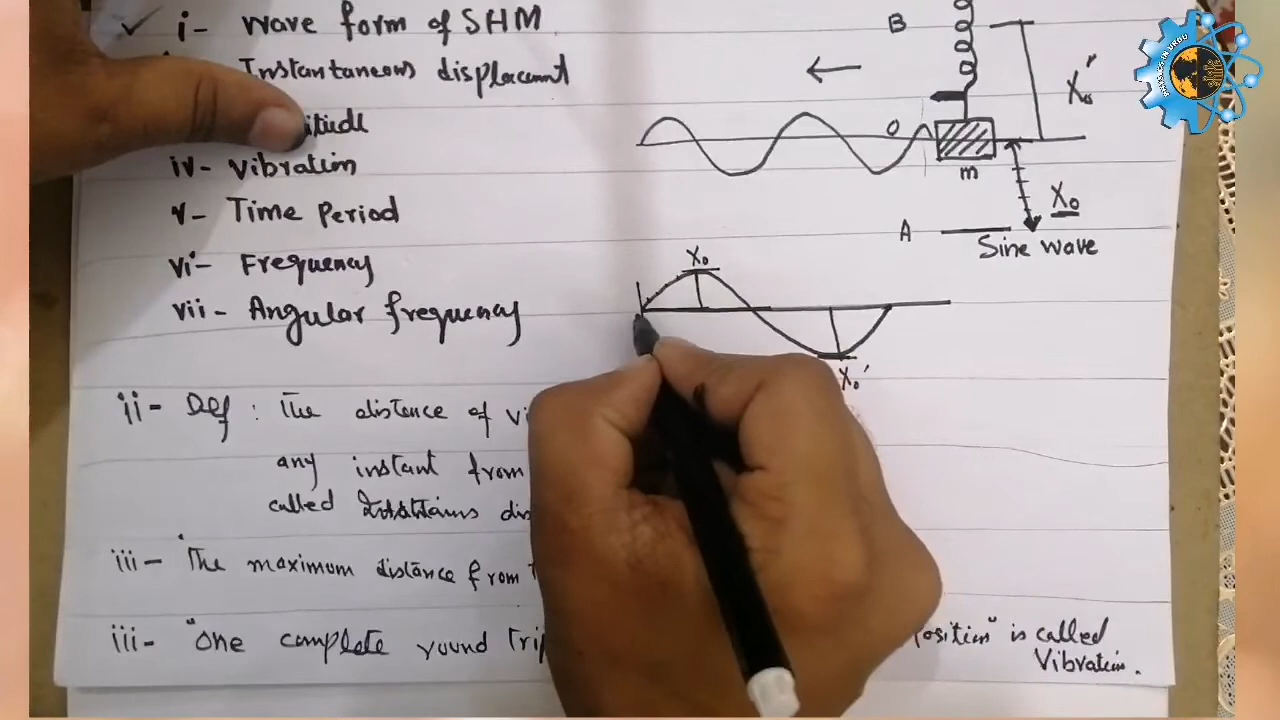 i- Wave form of SHM
Instantaneous displacement
itude
iv- Vibration
v- Time Period
vi- Frequency
vii- Angular frequency
B
X₀"
O
m
X₀
A
Sine wave
X₀
X₀'
ii- Def : The distance of vi
any instant from
called dis
iii- "The maximum distance from
iii- "One complete round Trip position" is called
Vibration.